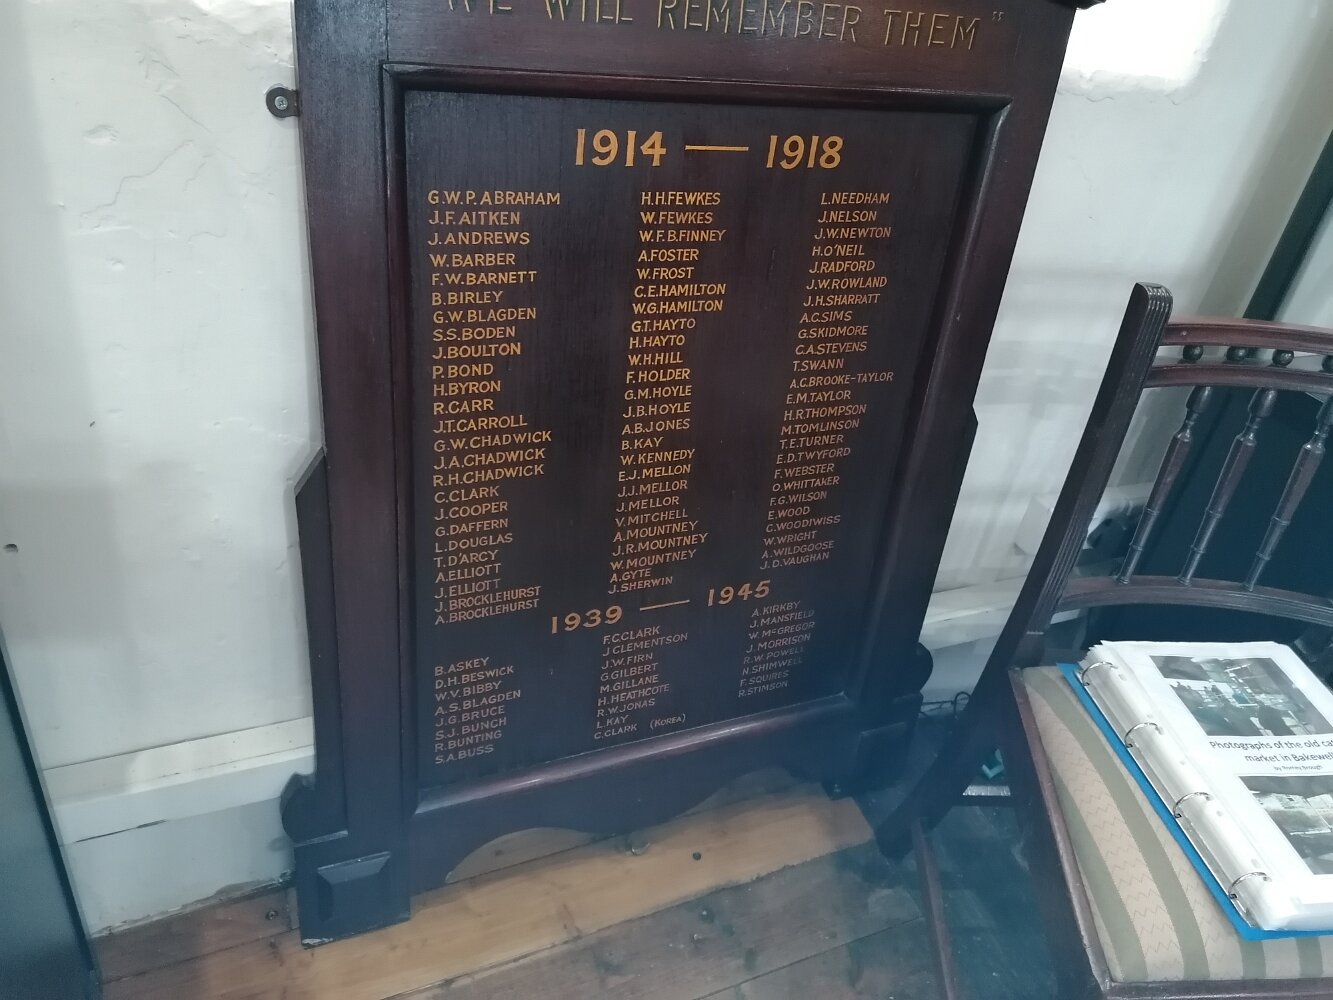 "WE WILL REMEMBER THEM"
1914 — 1918
G.W.P. ABRAHAM
J.F. AITKEN
J. ANDREWS
W. BARBER
F.W. BARNETT
B. BIRLEY
G.W. BLAGDEN
S.S. BODEN
J. BOULTON
P. BOND
H. BYRON
R. CARR
J.T. CARROLL
G.W. CHADWICK
J.A. CHADWICK
R.H. CHADWICK
C. CLARK
J. COOPER
G. DAFFERN
L. DOUGLAS
T. D'ARCY
A. ELLIOTT
J. ELLIOTT
J. BROCKLEHURST
A. BROCKLEHURST
H.H. FEWKES
W. FEWKES
W.F.B. FINNEY
A. FOSTER
W. FROST
C.E. HAMILTON
W.G. HAMILTON
G.T. HAYTO
H. HAYTO
W.H. HILL
F. HOLDER
G.M. HOYLE
J.B. HOYLE
A.B. JONES
B. KAY
W. KENNEDY
E.J. MELLON
J.J. MELLOR
J. MELLOR
V. MITCHELL
A. MOUNTNEY
J.R. MOUNTNEY
W. MOUNTNEY
A. GYTE
J. SHERWIN
L. NEEDHAM
J. NELSON
J.W. NEWTON
H. O'NEIL
J. RADFORD
J.W. ROWLAND
J.H. SHARRATT
A.C. SIMS
G. SKIDMORE
C.A. STEVENS
T. SWANN
A.C. BROOKE-TAYLOR
E.M. TAYLOR
H.R. THOMPSON
M. TOMLINSON
T.E. TURNER
E.D. TWYFORD
F. WEBSTER
O. WHITTAKER
F.G. WILSON
E. WOOD
C. WOODIWISS
W. WRIGHT
A. WILDGOOSE
J.D. VAUGHAN
1939 — 1945
B. ASKEY
D.H. BESWICK
W.V. BIBBY
A.S. BLAGDEN
J.G. BRUCE
S.J. BUNCH
R. BUNTING
S.A. BUSS
F.C. CLARK
J CLEMENTSON
J.W. FIRN
G GILBERT
M. GILLANE
H. HEATHCOTE
R.W. JONAS
L. KAY
C. CLARK (KOREA)
A. KIRKBY
J. MANSFIELD
W. McGREGOR
J. MORRISON
R.W. POWELL
N. SHIMWELL
F. SQUIRES
R. STIMSON
Photographs of the old
market in Bakewell
by